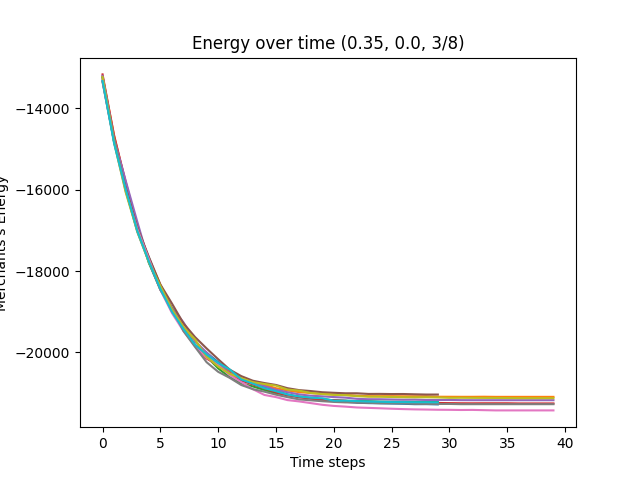 Energy over time (0.35, 0.0, 3/8)
Merchants's Energy
−14000
−16000
−18000
−20000
0 5 10 15 20 25 30 35 40
Time steps